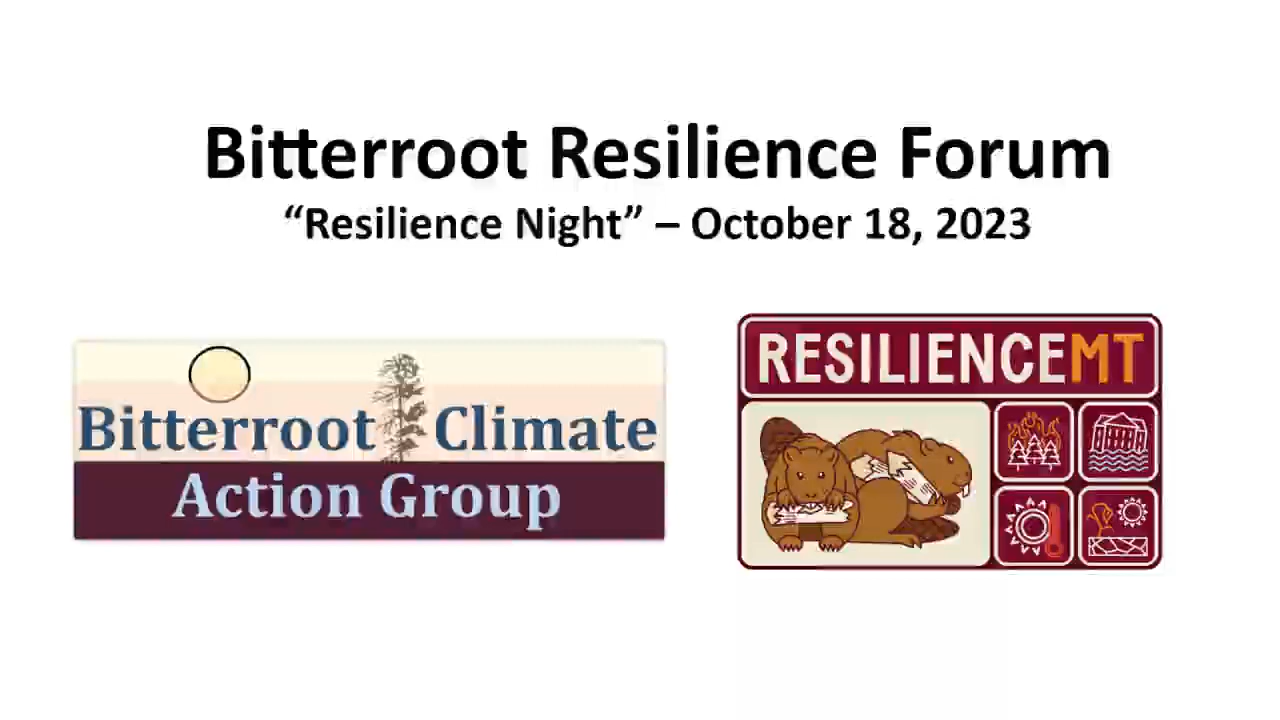 Bitterroot Resilience Forum
“Resilience Night” – October 18, 2023
Bitterroot Climate
Action Group
RESILIENCEMT